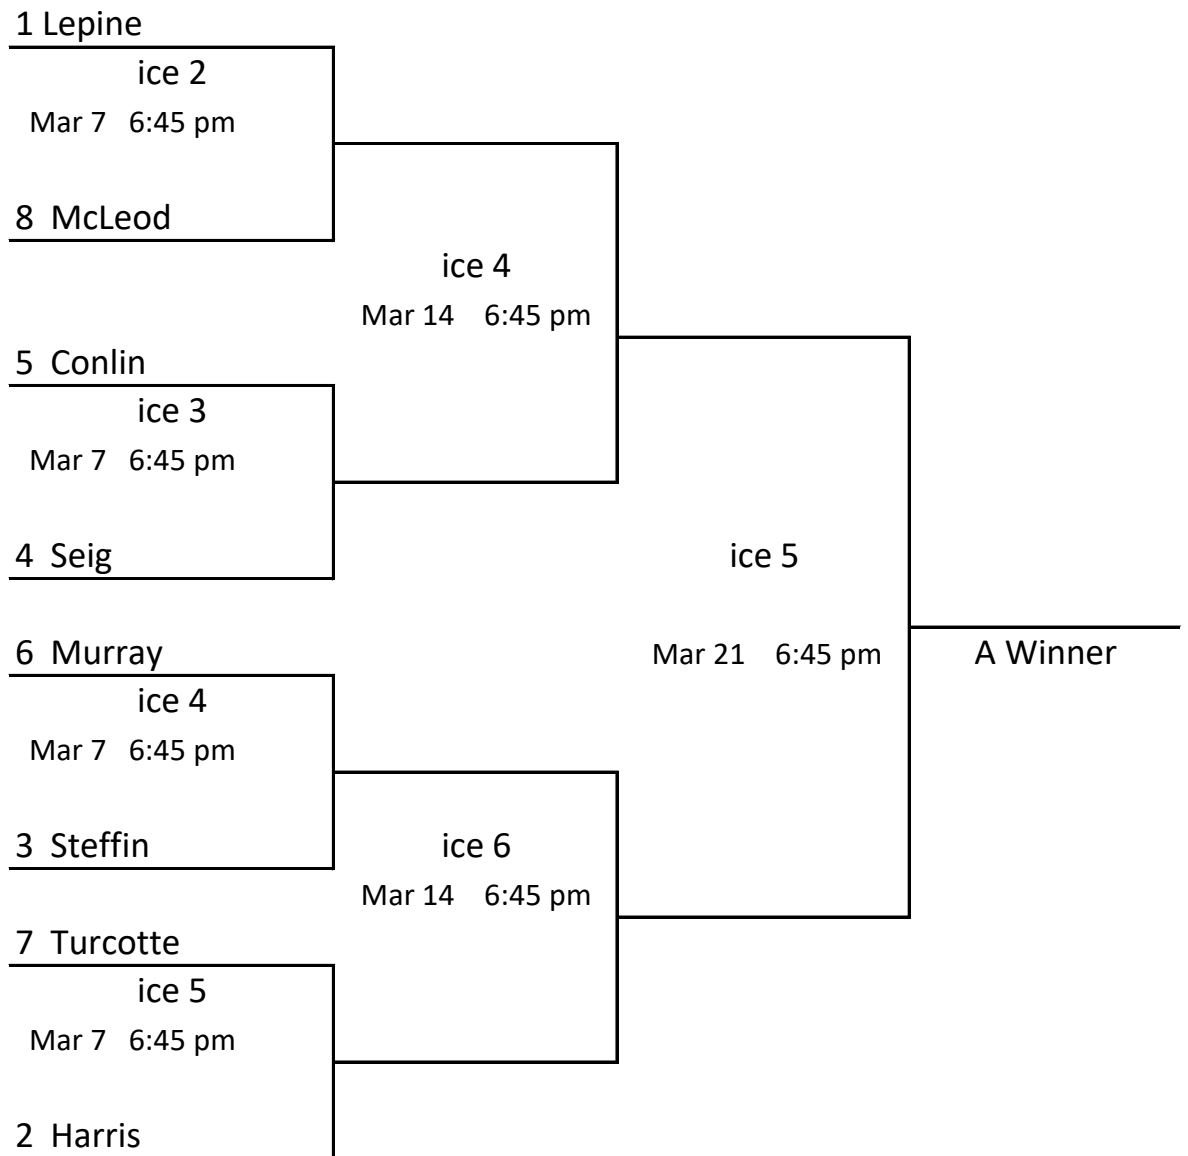 1 Lepine
ice 2
Mar 7 6:45 pm
8 McLeod
ice 4
Mar 14 6:45 pm
5 Conlin
ice 3
Mar 7 6:45 pm
4 Seig
ice 5
6 Murray
Mar 21 6:45 pm
A Winner
ice 4
Mar 7 6:45 pm
3 Steffin
ice 6
Mar 14 6:45 pm
7 Turcotte
ice 5
Mar 7 6:45 pm
2 Harris